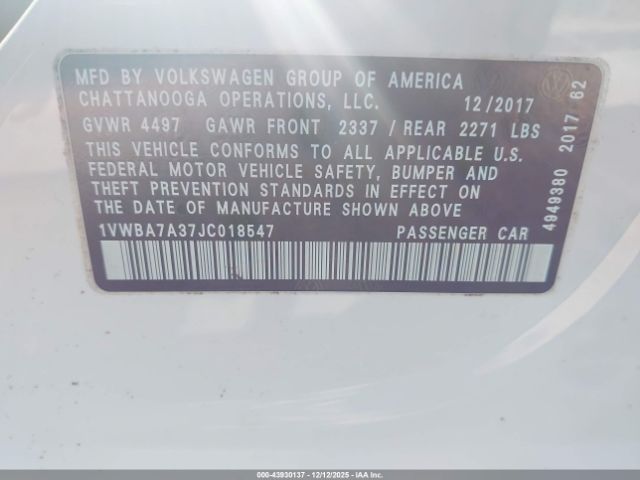 MFD BY VOLKSWAGEN GROUP OF AMERICA
CHATTANOOGA OPERATIONS, LLC. 12/2017
GVWR 4497 GAWR FRONT 2337 / REAR 2271 LBS
THIS VEHICLE CONFORMS TO ALL APPLICABLE U.S.
FEDERAL MOTOR VEHICLE SAFETY, BUMPER AND
THEFT PREVENTION STANDARDS IN EFFECT ON
THE DATE OF MANUFACTURE SHOWN ABOVE
1VWBA7A37JC018547 PASSENGER CAR
4949380 2017 62
000-43930137 - 12/12/2025 - IAAI.COM